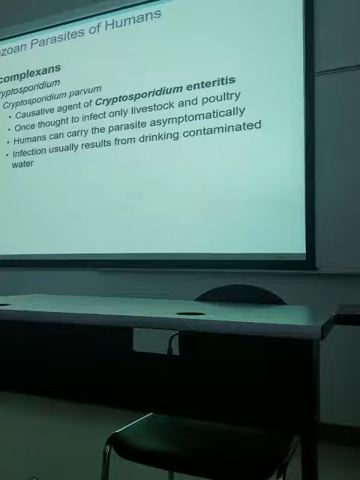 zoan Parasites of Humans
complexans
ryptosporidium
Cryptosporidium parvum
• Causative agent of Cryptosporidium enteritis
• Once thought to infect only livestock and poultry
• Humans can carry the parasite asymptomatically
• Infection usually results from drinking contaminated
water